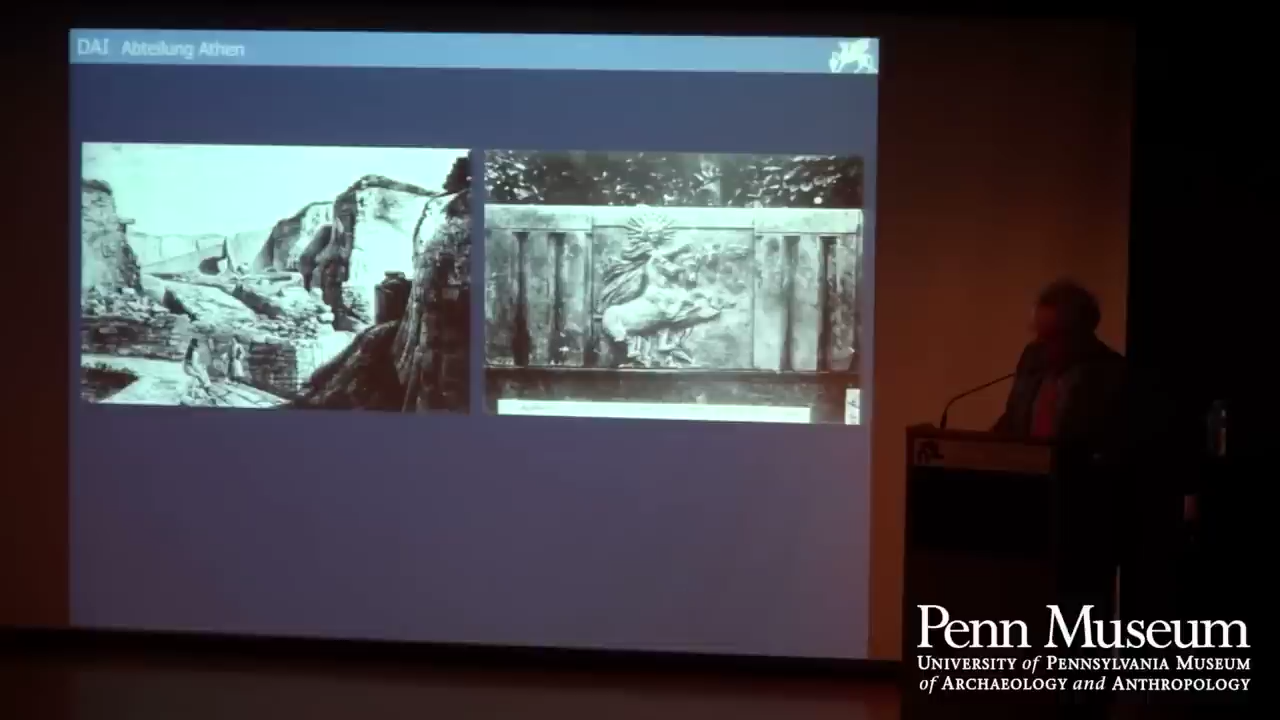 DAI Abteilung Athen
Penn Museum
UNIVERSITY of PENNSYLVANIA MUSEUM
of ARCHAEOLOGY and ANTHROPOLOGY